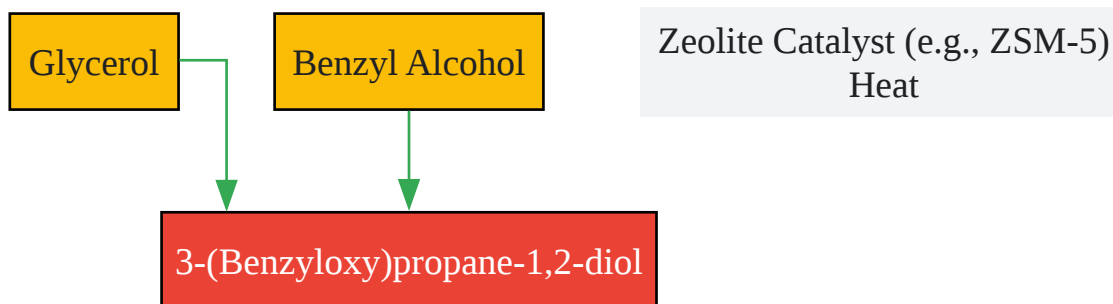 Glycerol
Benzyl Alcohol
Zeolite Catalyst (e.g., ZSM-5)
Heat
3-(Benzyloxy)propane-1,2-diol